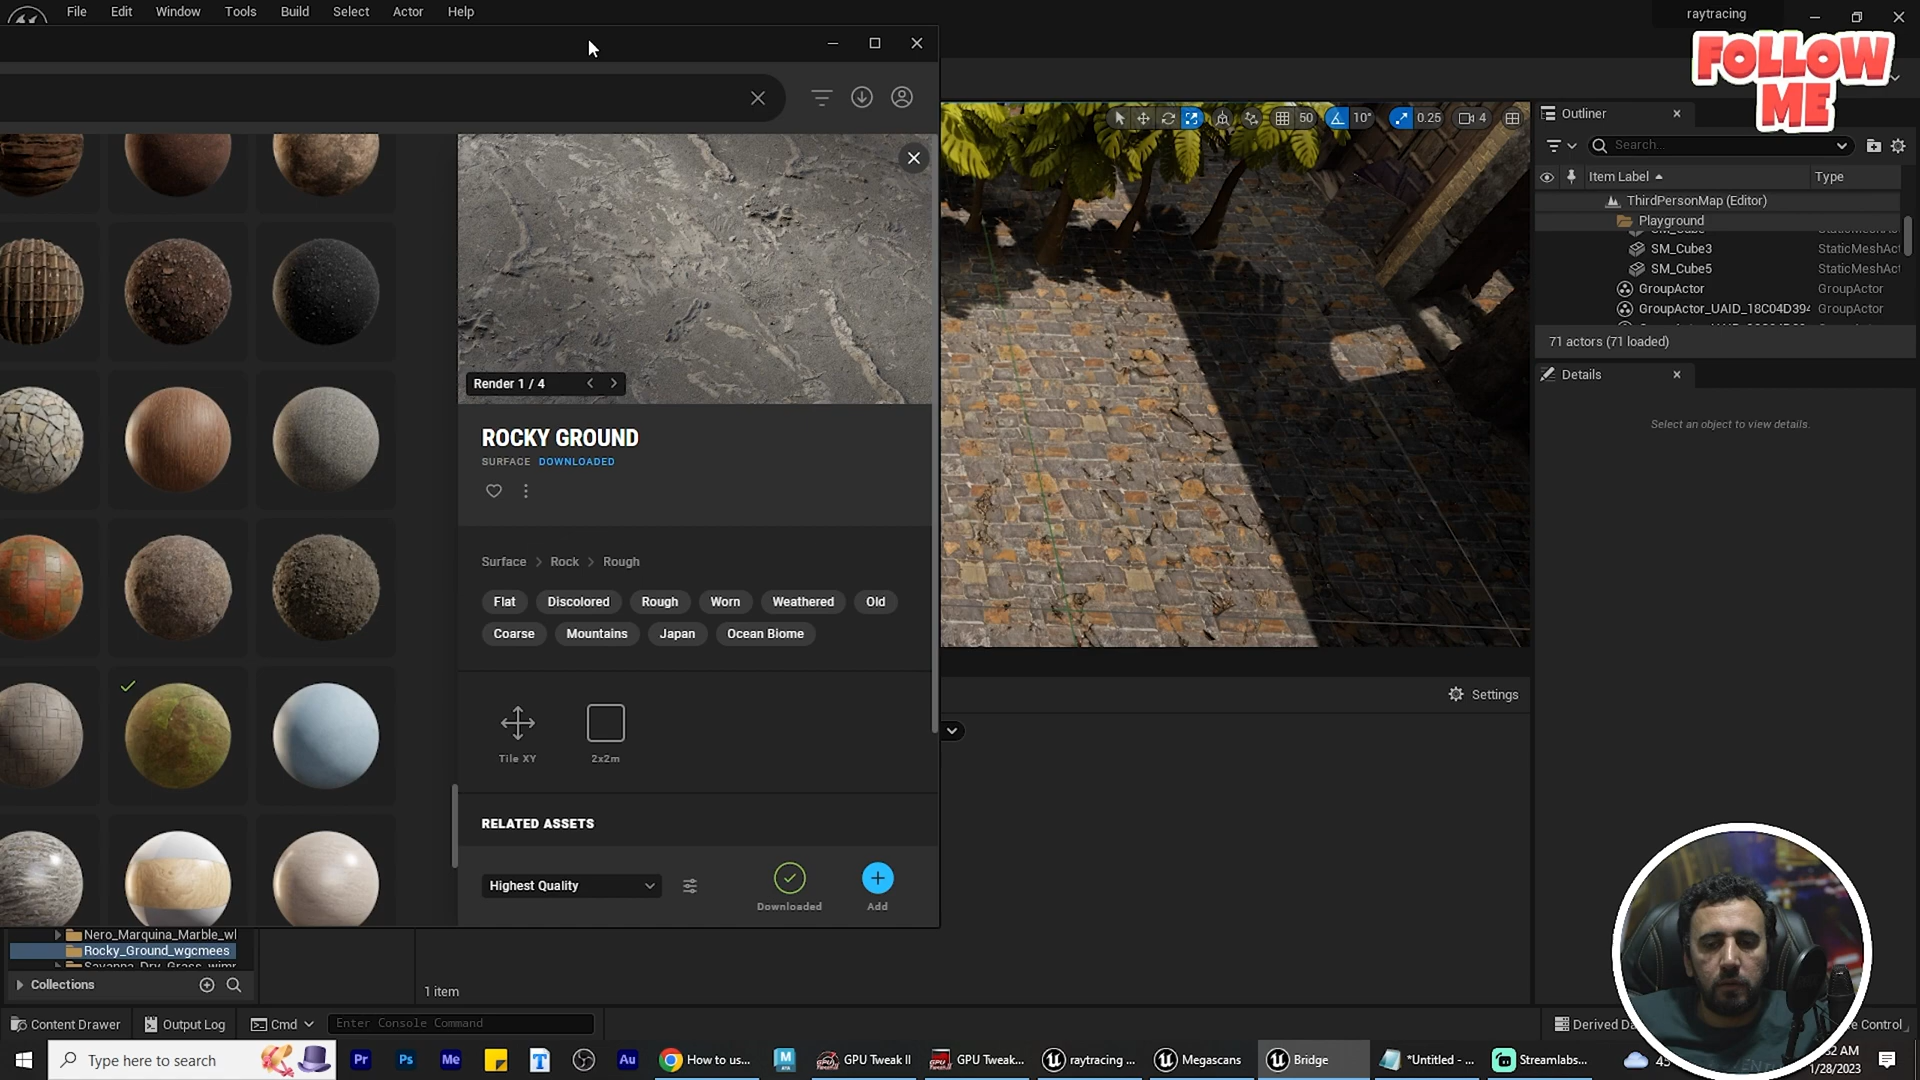 File Edit Window Tools Build Select Actor Help
raytracing
FOLLOW
ME
50
10°
0.25
4
Outliner
Search...
Item Label Type
ThirdPersonMap (Editor)
Playground
SM_Cube3 StaticMeshAct
SM_Cube5 StaticMeshAct
GroupActor GroupActor
GroupActor_UAID_18C04D394 GroupActor
71 actors (71 loaded)
Details
Select an object to view details.
Render 1 / 4
ROCKY GROUND
SURFACE DOWNLOADED
Surface > Rock > Rough
Flat Discolored Rough Worn Weathered Old
Coarse Mountains Japan Ocean Biome
Tile XY 2x2m
RELATED ASSETS
Highest Quality
Downloaded Add
Settings
Nero_Marquina_Marble_wl
Rocky_Ground_wgcmees
Collections
1 item
Content Drawer Output Log Cmd Enter Console Command
Derived Da
e Control
Type here to search
Pr Ps Me T Au How to us... GPU Tweak II GPU Tweak... raytracing ... Megascans Bridge *Untitled - ... Streamlabs...
1/28/2023